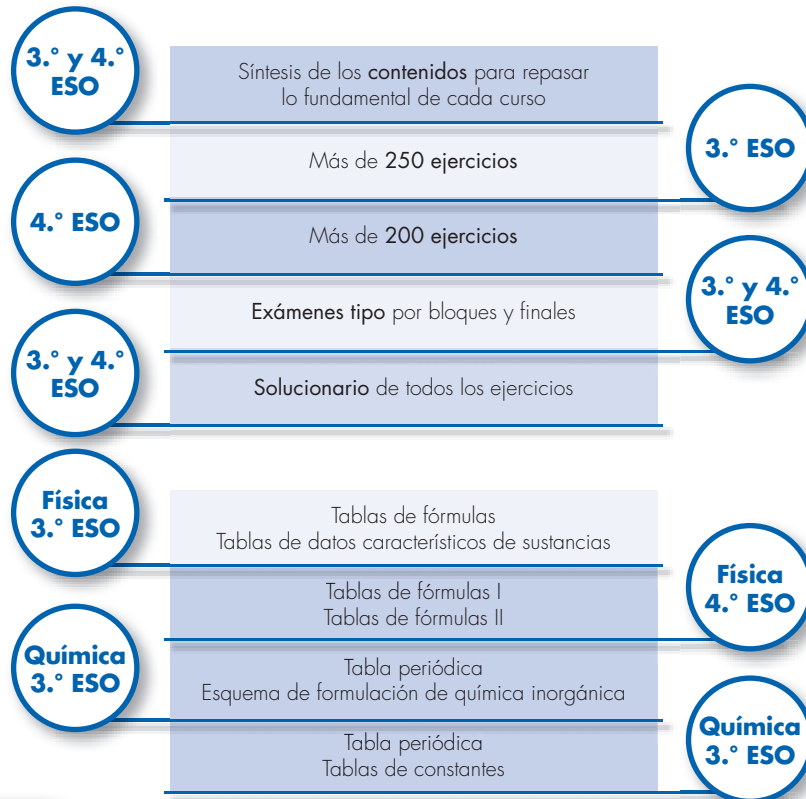 3.° y 4.°
ESO
Síntesis de los contenidos para repasar
lo fundamental de cada curso
3.° ESO
Más de 250 ejercicios
4.° ESO
Más de 200 ejercicios
3.° y 4.°
ESO
Exámenes tipo por bloques y finales
3.° y 4.°
ESO
Solucionario de todos los ejercicios
Física
3.° ESO
Tablas de fórmulas
Tablas de datos característicos de sustancias
Física
4.° ESO
Tablas de fórmulas I
Tablas de fórmulas II
Química
3.° ESO
Tabla periódica
Esquema de formulación de química inorgánica
Química
3.° ESO
Tabla periódica
Tablas de constantes